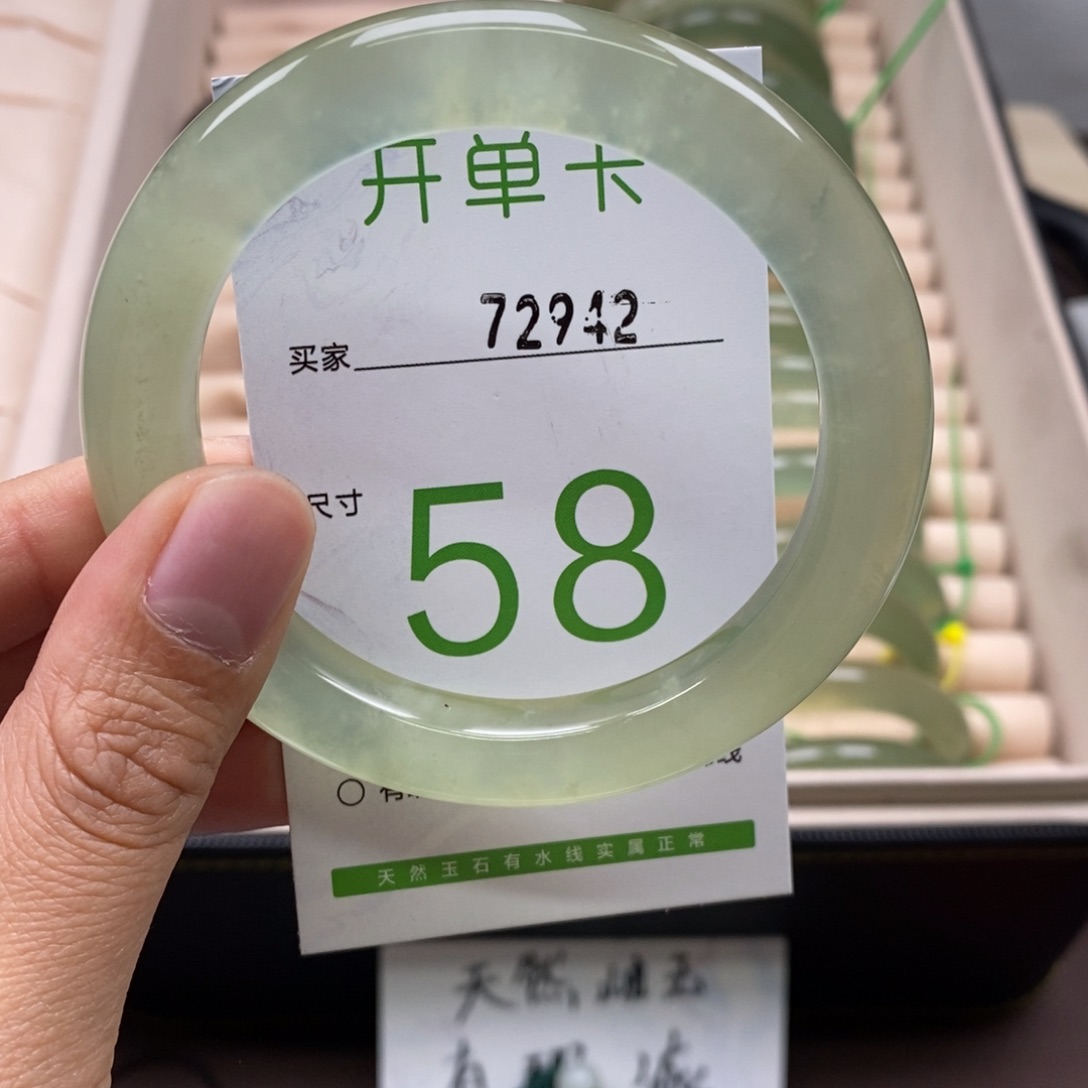 开单卡
买家 72942
尺寸 58
天然玉石有水线实属正常
天然